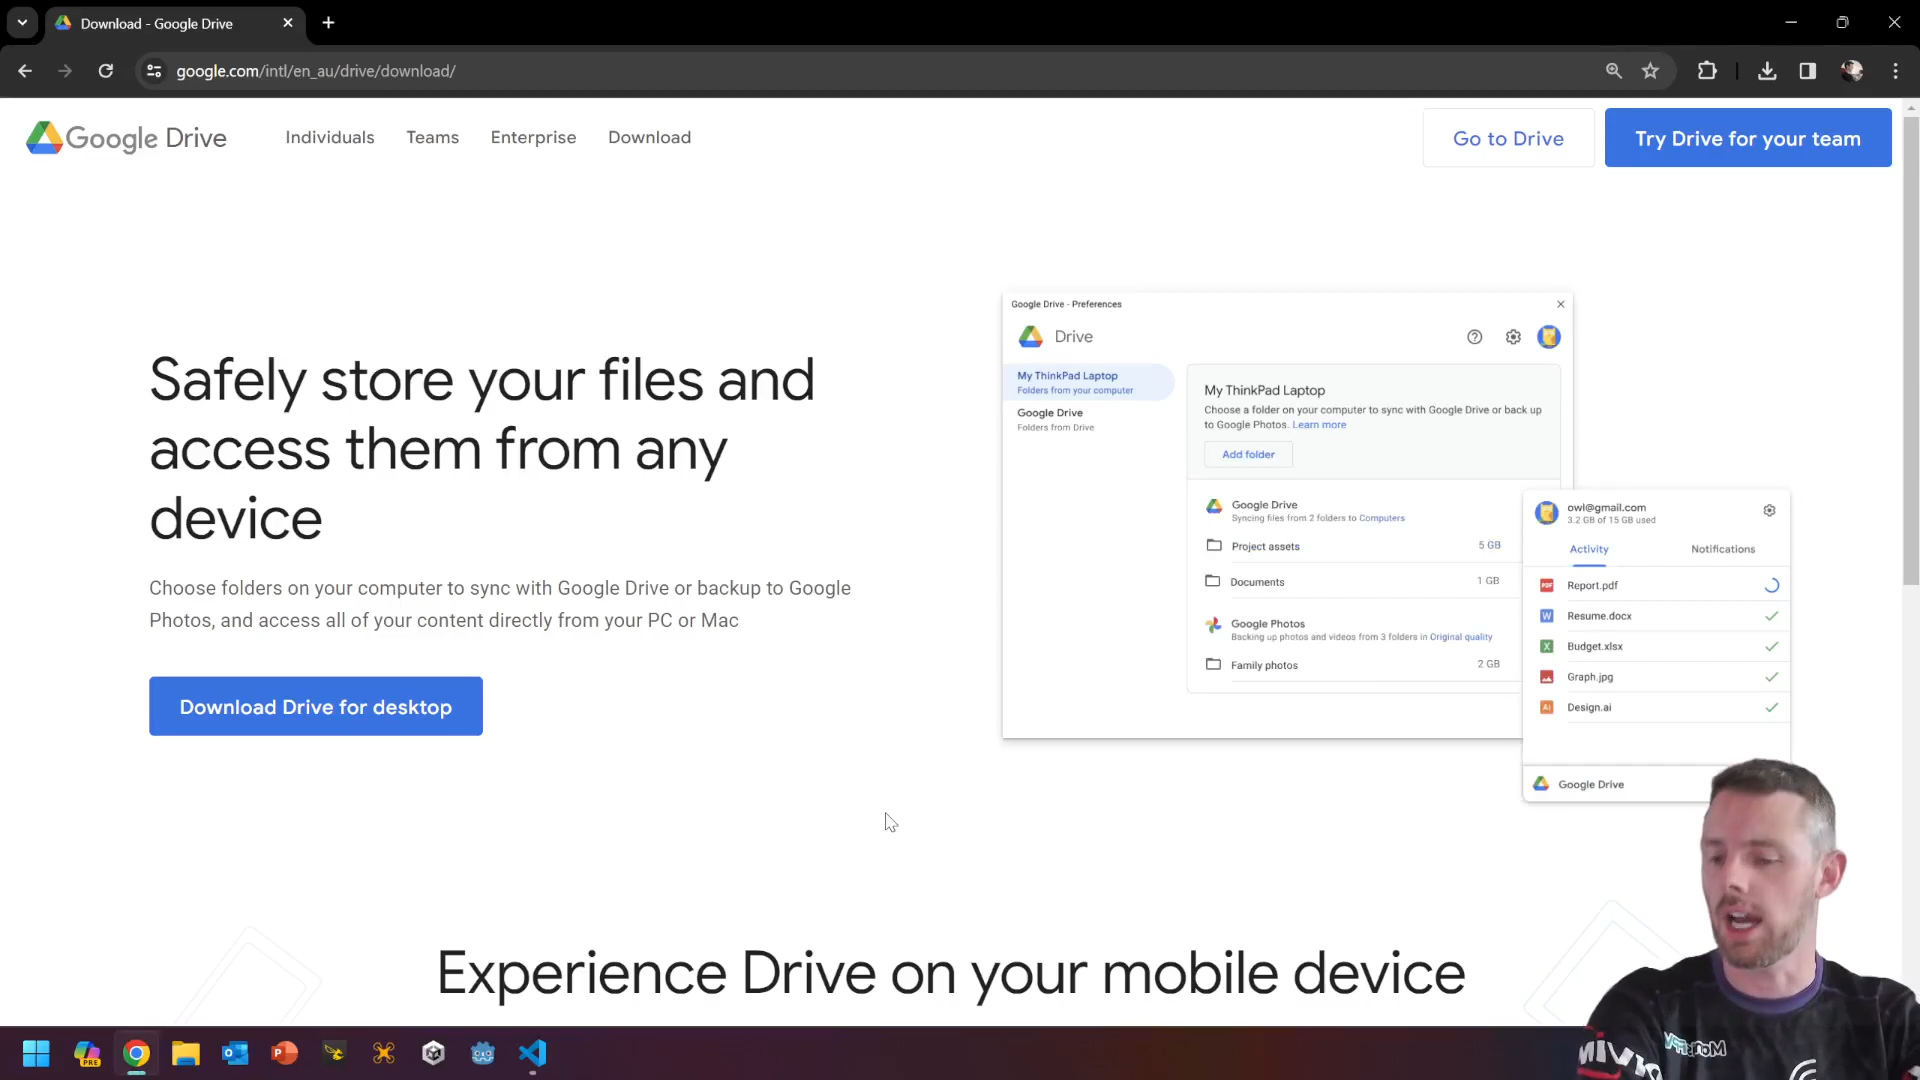 Download - Google Drive
google.com/intl/en_au/drive/download/
Google Drive
Individuals
Teams
Enterprise
Download
Go to Drive
Try Drive for your team
Safely store your files and
access them from any
device
Choose folders on your computer to sync with Google Drive or backup to Google
Photos, and access all of your content directly from your PC or Mac
Download Drive for desktop
Google Drive - Preferences
Drive
My ThinkPad Laptop
Folders from your computer
Google Drive
Folders from Drive
My ThinkPad Laptop
Choose a folder on your computer to sync with Google Drive or back up
to Google Photos. Learn more
Add folder
Google Drive
Syncing files from 2 folders to Computers
Project assets 5 GB
Documents 1 GB
Google Photos
Backing up photos and videos from 3 folders in Original quality
Family photos 2 GB
owl@gmail.com
3.2 GB of 15 GB used
Activity
Notifications
Report.pdf
Resume.docx
Budget.xlsx
Graph.jpg
Design.ai
Google Drive
Experience Drive on your mobile device
PRE